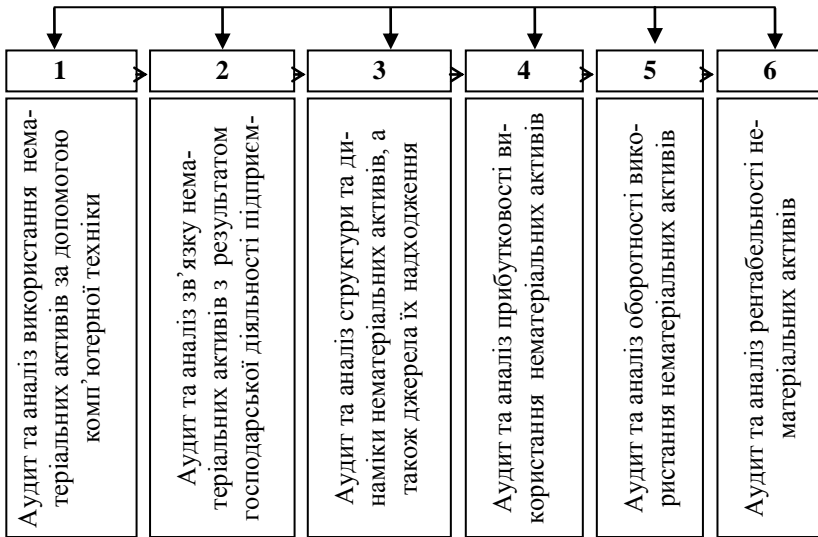 1
2
3
4
5
6
Аудит та аналіз використання нема-
теріальних активів за допомогою
комп’ютерної техніки
Аудит та аналіз зв’язку нема-
теріальних активів з результатом
господарської діяльності підприєм-
Аудит та аналіз структури та ди-
наміки нематеріальних активів, а
також джерела їх надходження
Аудит та аналіз прибутковості ви-
користання нематеріальних активів
Аудит та аналіз оборотності вико-
ристання нематеріальних активів
Аудит та аналіз рентабельності не-
матеріальних активів